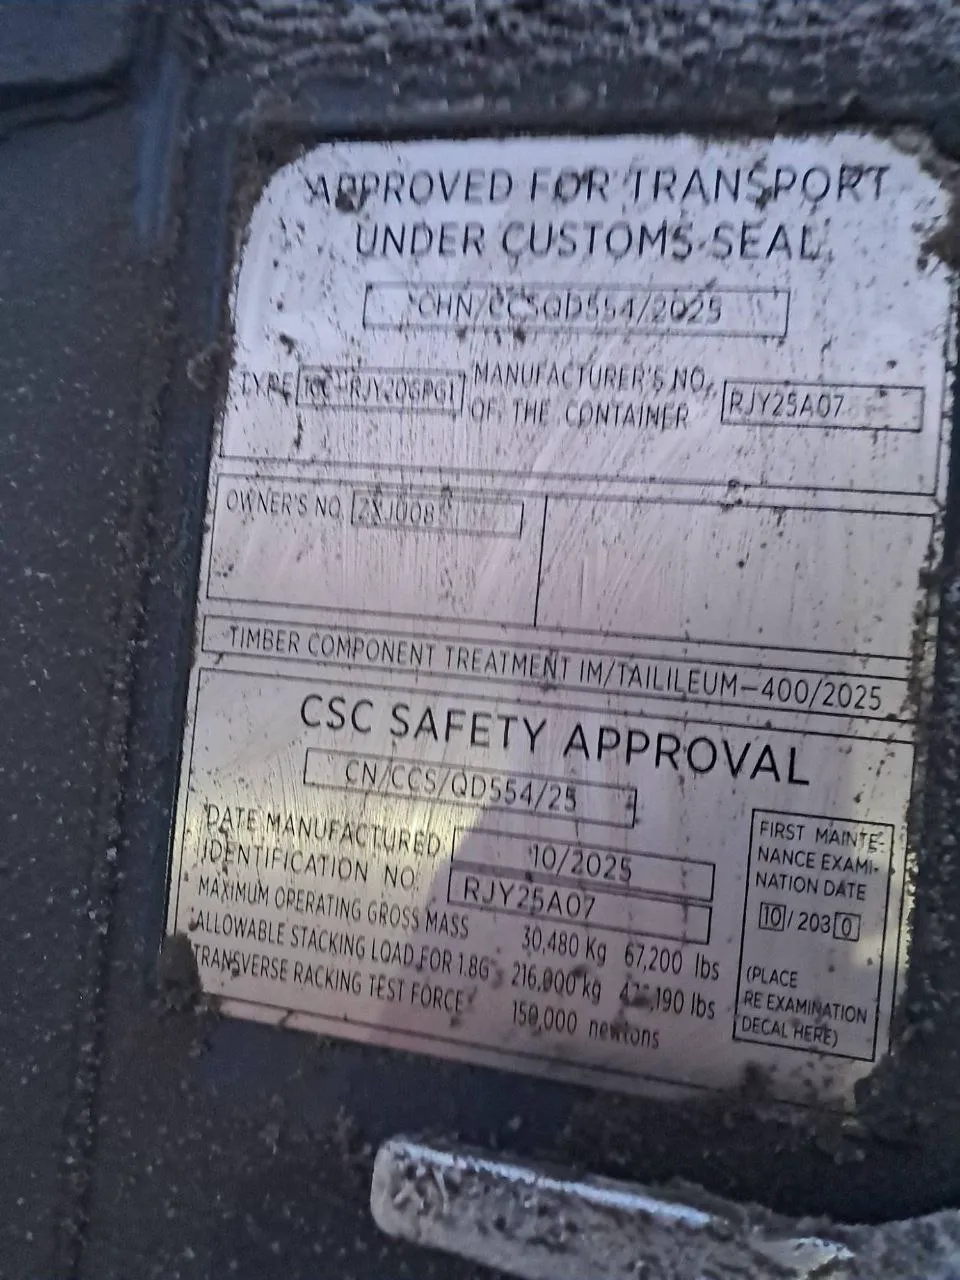 APPROVED FOR TRANSPORT
UNDER CUSTOMS SEAL
CHN/CCSQD554/2025
TYPE RJY20GPG1 MANUFACTURER'S NO.
OF THE CONTAINER RJY25A07
OWNER'S NO.
TIMBER COMPONENT TREATMENT IM/TAILILEUM-400/2025
CSC SAFETY APPROVAL
CN/CCS/QD554/25
DATE MANUFACTURED 10/2025
IDENTIFICATION NO. RJY25A07
MAXIMUM OPERATING GROSS MASS 30,480 Kg 67,200 lbs
ALLOWABLE STACKING LOAD FOR 1.8G 216,000 kg lbs
TRANSVERSE RACKING TEST FORCE 150,000 newtons
FIRST MAINTE-
NANCE EXAMI-
NATION DATE
10/2030
(PLACE
RE EXAMINATION
DECAL HERE)